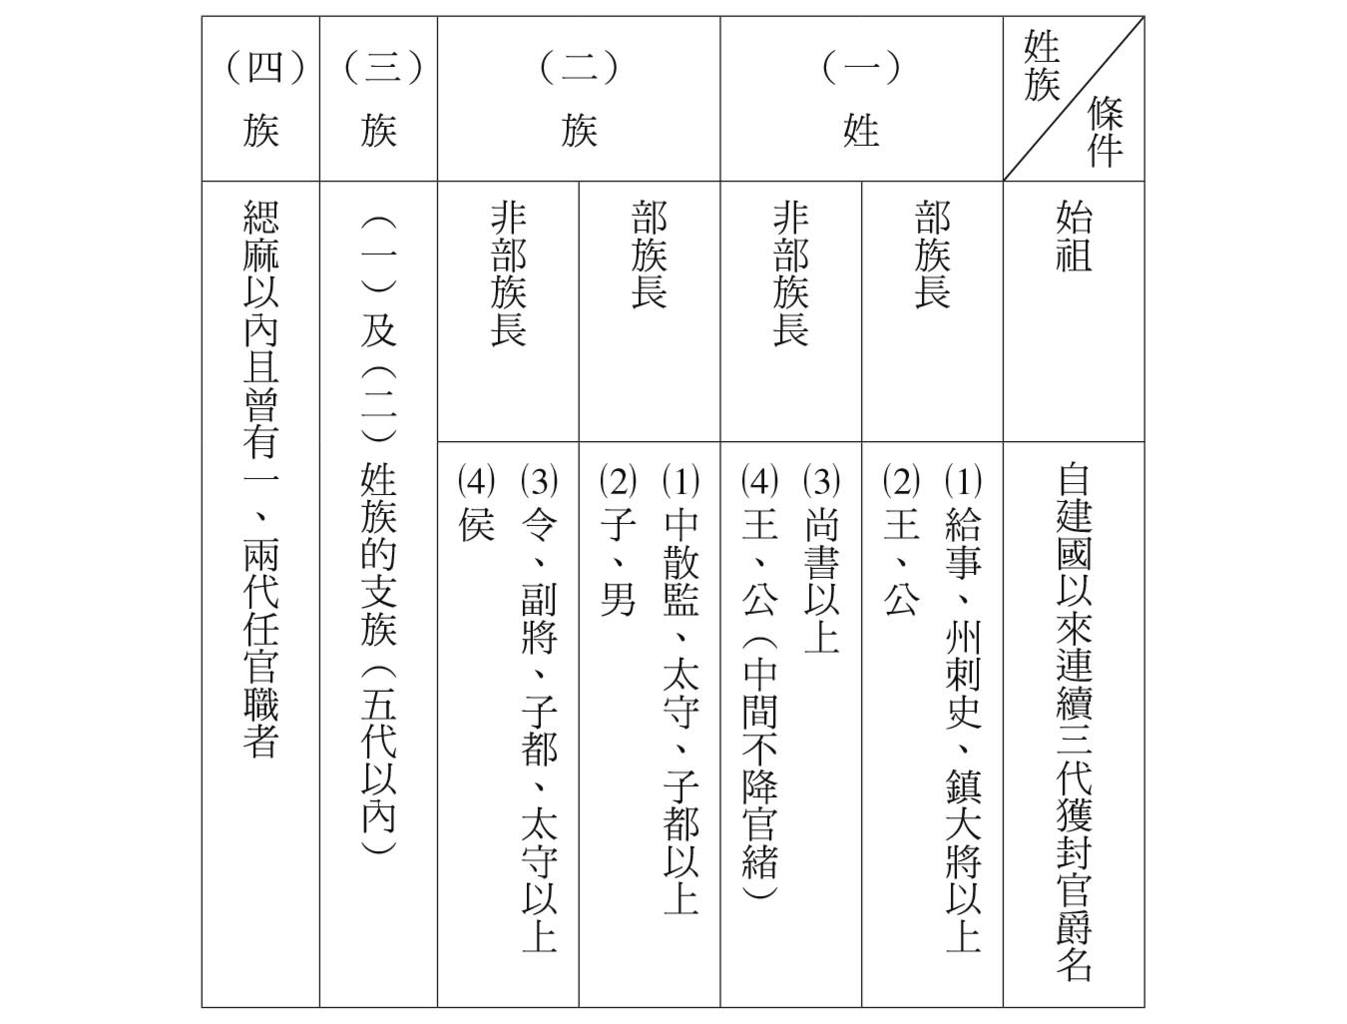 姓族
條件
始祖
自建國以來連續三代獲封官爵名
(一)
姓
部族長
(1)給事、州刺史、鎮大將以上
(2)王、公
非部族長
(3)尚書以上
(4)王、公(中間不降官緒)
(二)
族
部族長
(1)中散監、太守、子都以上
(2)子、男
非部族長
(3)令、副將、子都、太守以上
(4)侯
(三)
族
(一)及(二)姓族的支族(五代以內)
(四)
族
緦麻以內且曾有一、兩代任官職者